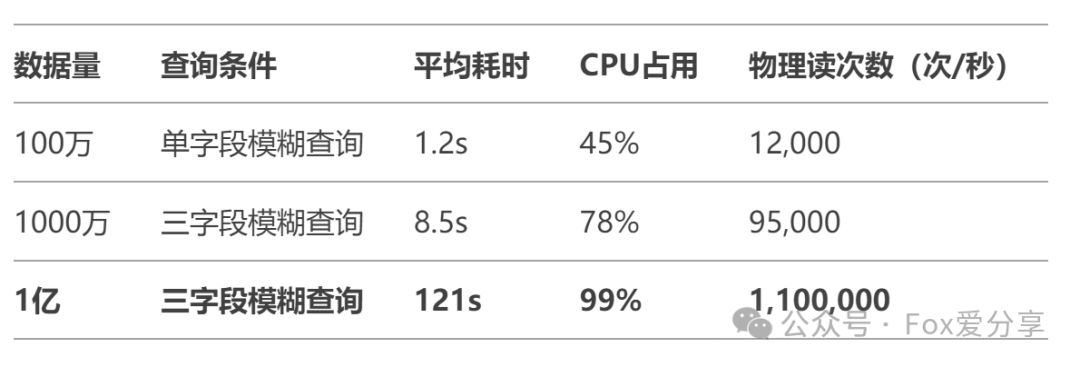 数据量 查询条件 平均耗时 CPU占用 物理读次数（次/秒）
100万 单字段模糊查询 1.2s 45% 12,000
1000万 三字段模糊查询 8.5s 78% 95,000
1亿 三字段模糊查询 121s 99% 1,100,000
公众号 · Fox爱分享